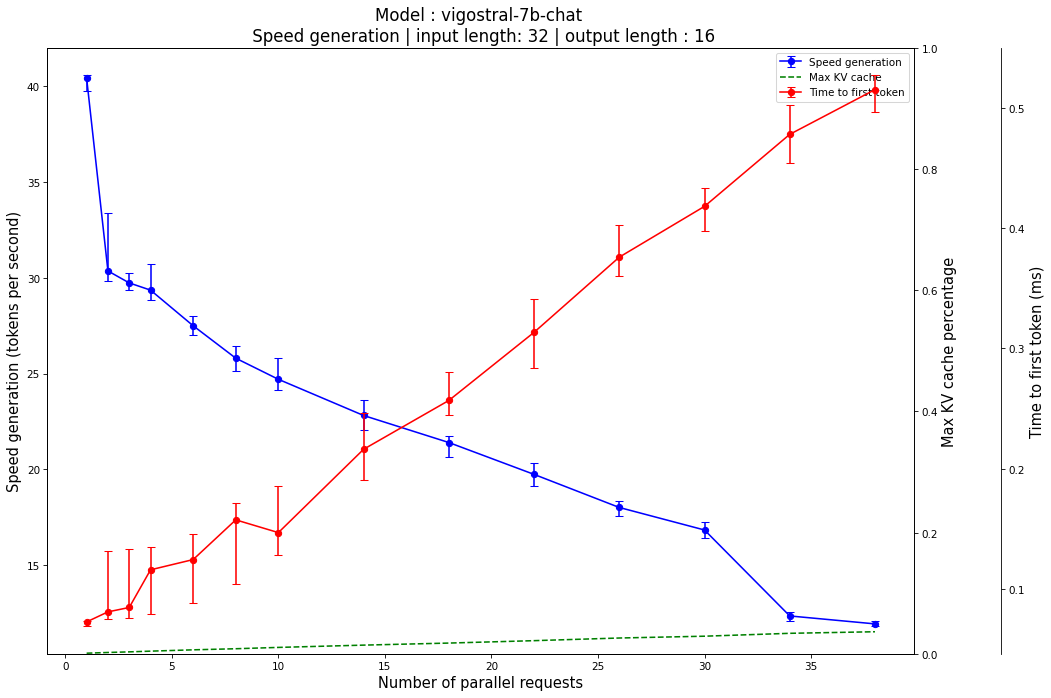 Model : vigostral-7b-chat
Speed generation | input length: 32 | output length : 16
Speed generation
Max KV cache
Time to first token
Speed generation (tokens per second)
40
35
30
25
20
15
1.0
0.8
0.6
0.4
0.2
0.0
Max KV cache percentage
0.5
0.4
0.3
0.2
0.1
Time to first token (ms)
0
5
10
15
20
25
30
35
Number of parallel requests